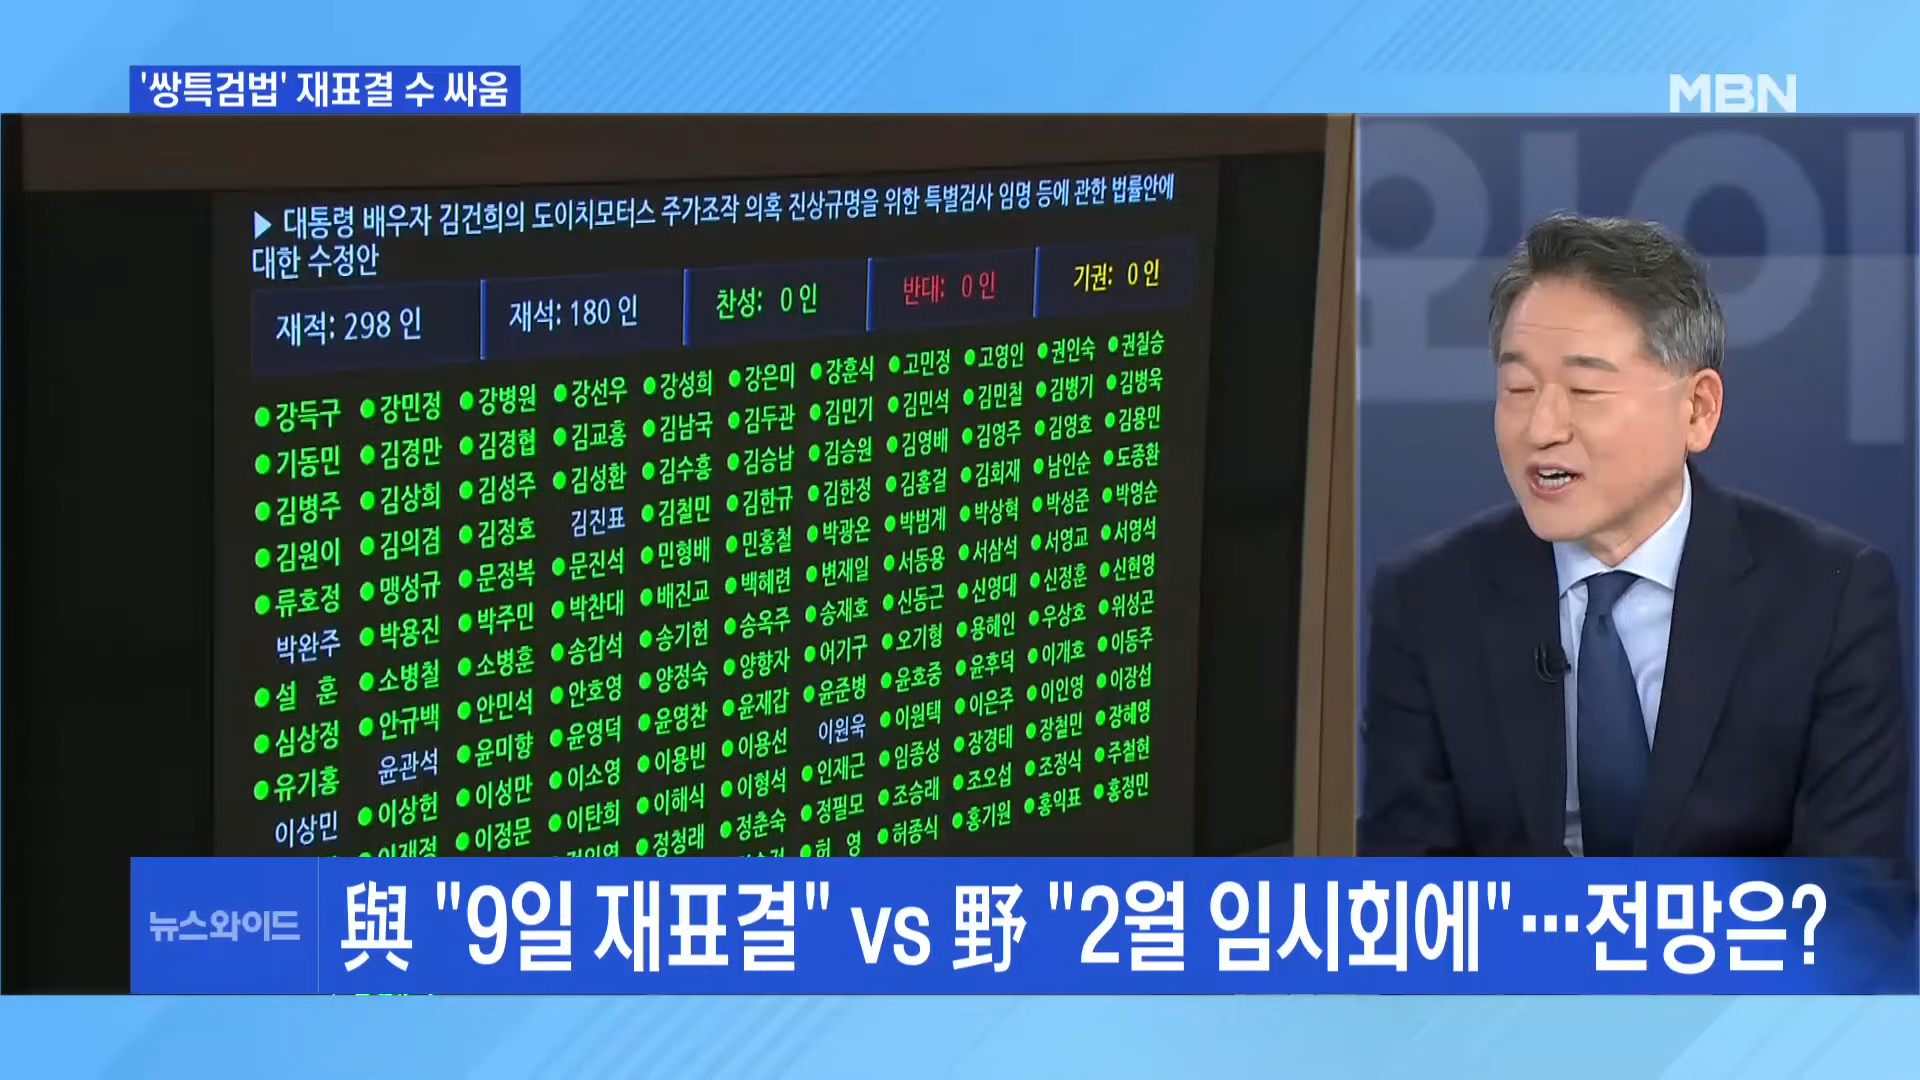 '쌍특검법' 재표결 수 싸움
MBN
와이
▶ 대통령 배우자 김건희의 도이치모터스 주가조작 의혹 진상규명을 위한 특별검사 임명 등에 관한 법률안에
대한 수정안
재적: 298 인 재석: 180 인 찬성: 0 인 반대: 0 인 기권: 0 인
강득구 강민정 강병원 강선우 강성희 강은미 강훈식 고민정 고영인 권인숙 권칠승
기동민 김경만 김경협 김교흥 김남국 김두관 김민기 김민석 김민철 김병기 김병욱
김병주 김상희 김성주 김성환 김수흥 김승남 김승원 김영배 김영주 김영호 김용민
김원이 김의겸 김정호 김진표 김철민 김한규 김한정 김홍걸 김회재 남인순 도종환
류호정 맹성규 문정복 문진석 민형배 민홍철 박광온 박범계 박상혁 박성준 박영순
박완주 박용진 박주민 박찬대 배진교 백혜련 변재일 서동용 서삼석 서영교 서영석
설 훈 소병철 소병훈 송갑석 송기헌 송옥주 송재호 신동근 신영대 신정훈 신현영
심상정 안규백 안민석 안호영 양정숙 양향자 어기구 오기형 용혜인 우상호 위성곤
유기홍 윤관석 윤미향 윤영덕 윤영찬 윤재갑 윤준병 윤호중 윤후덕 이개호 이동주
이상민 이상헌 이성만 이소영 이용빈 이용선 이원욱 이원택 이은주 이인영 이장섭
이재정 이정문 이탄희 이해식 이형석 인재근 임종성 장경태 장철민 장혜영
정청래 정춘숙 정필모 조승래 조오섭 조정식 주철현
허 영 허종식 홍기원 홍익표 홍정민
뉴스와이드
與 "9일 재표결" vs 野 "2월 임시회에"…전망은?